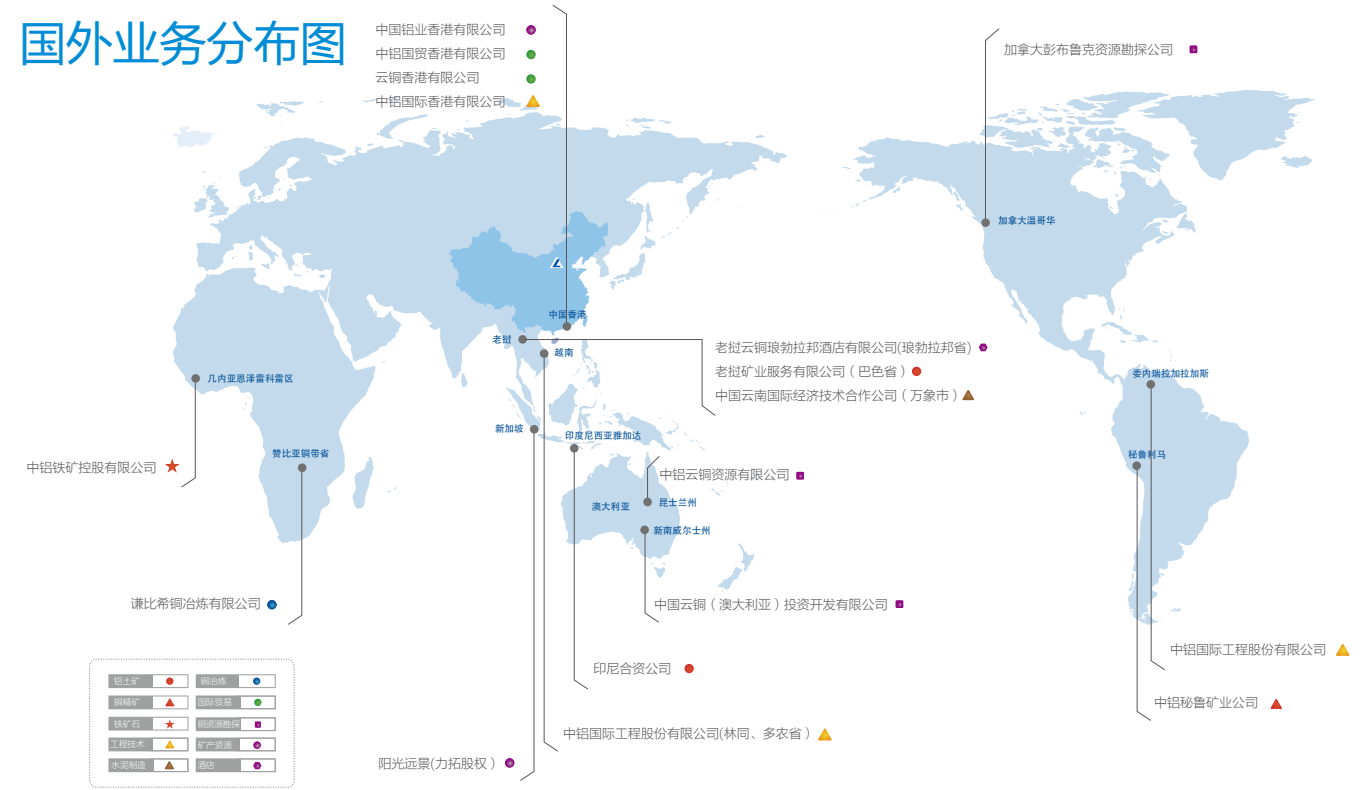 国外业务分布图
中国铝业香港有限公司
中铝国贸香港有限公司
云铜香港有限公司
中铝国际香港有限公司
加拿大彭布鲁克资源勘探公司
加拿大温哥华
中国香港
老挝
越南
老挝云铜琅勃拉邦酒店有限公司(琅勃拉邦省)
老挝矿业服务有限公司（巴色省）
中国云南国际经济技术合作公司（万象市）
几内亚恩泽雷科雷区
委内瑞拉加拉加斯
新加坡
印度尼西亚雅加达
赞比亚铜带省
秘鲁利马
中铝铁矿控股有限公司
中铝云铜资源有限公司
澳大利亚
昆士兰州
新南威尔士州
谦比希铜冶炼有限公司
中国云铜（澳大利亚）投资开发有限公司
中铝国际工程股份有限公司
印尼合资公司
中铝秘鲁矿业公司
中铝国际工程股份有限公司(林同、多农省）
阳光远景(力拓股权）
铝土矿
铜冶炼
铜精矿
国际贸易
铁矿石
铜资源勘探
工程技术
矿产资源
水泥制造
酒店